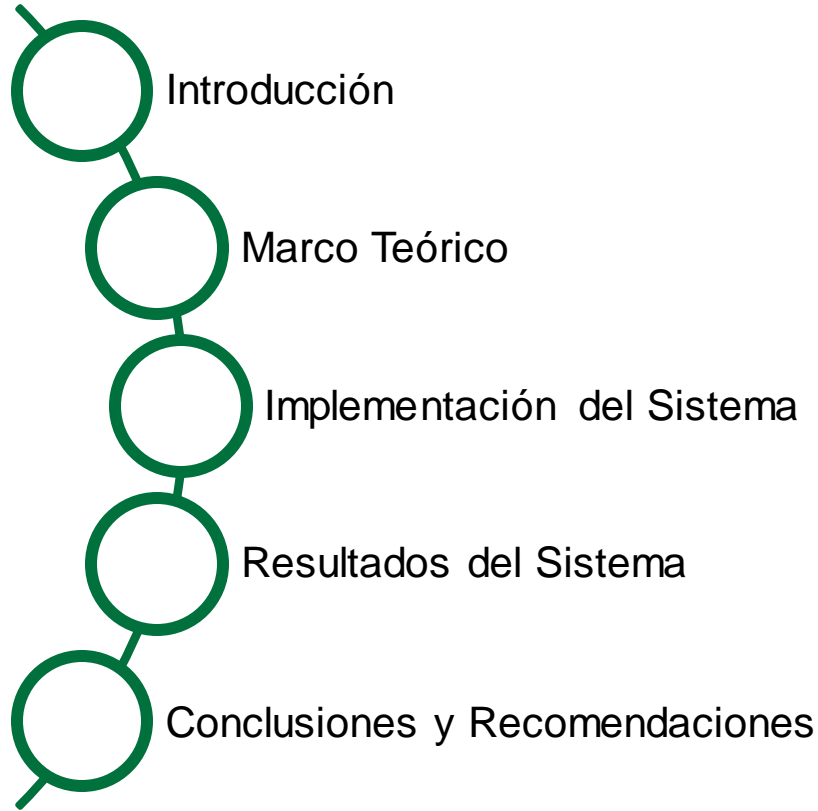 Introducción
Marco Teórico
Implementación del Sistema
Resultados del Sistema
Conclusiones y Recomendaciones